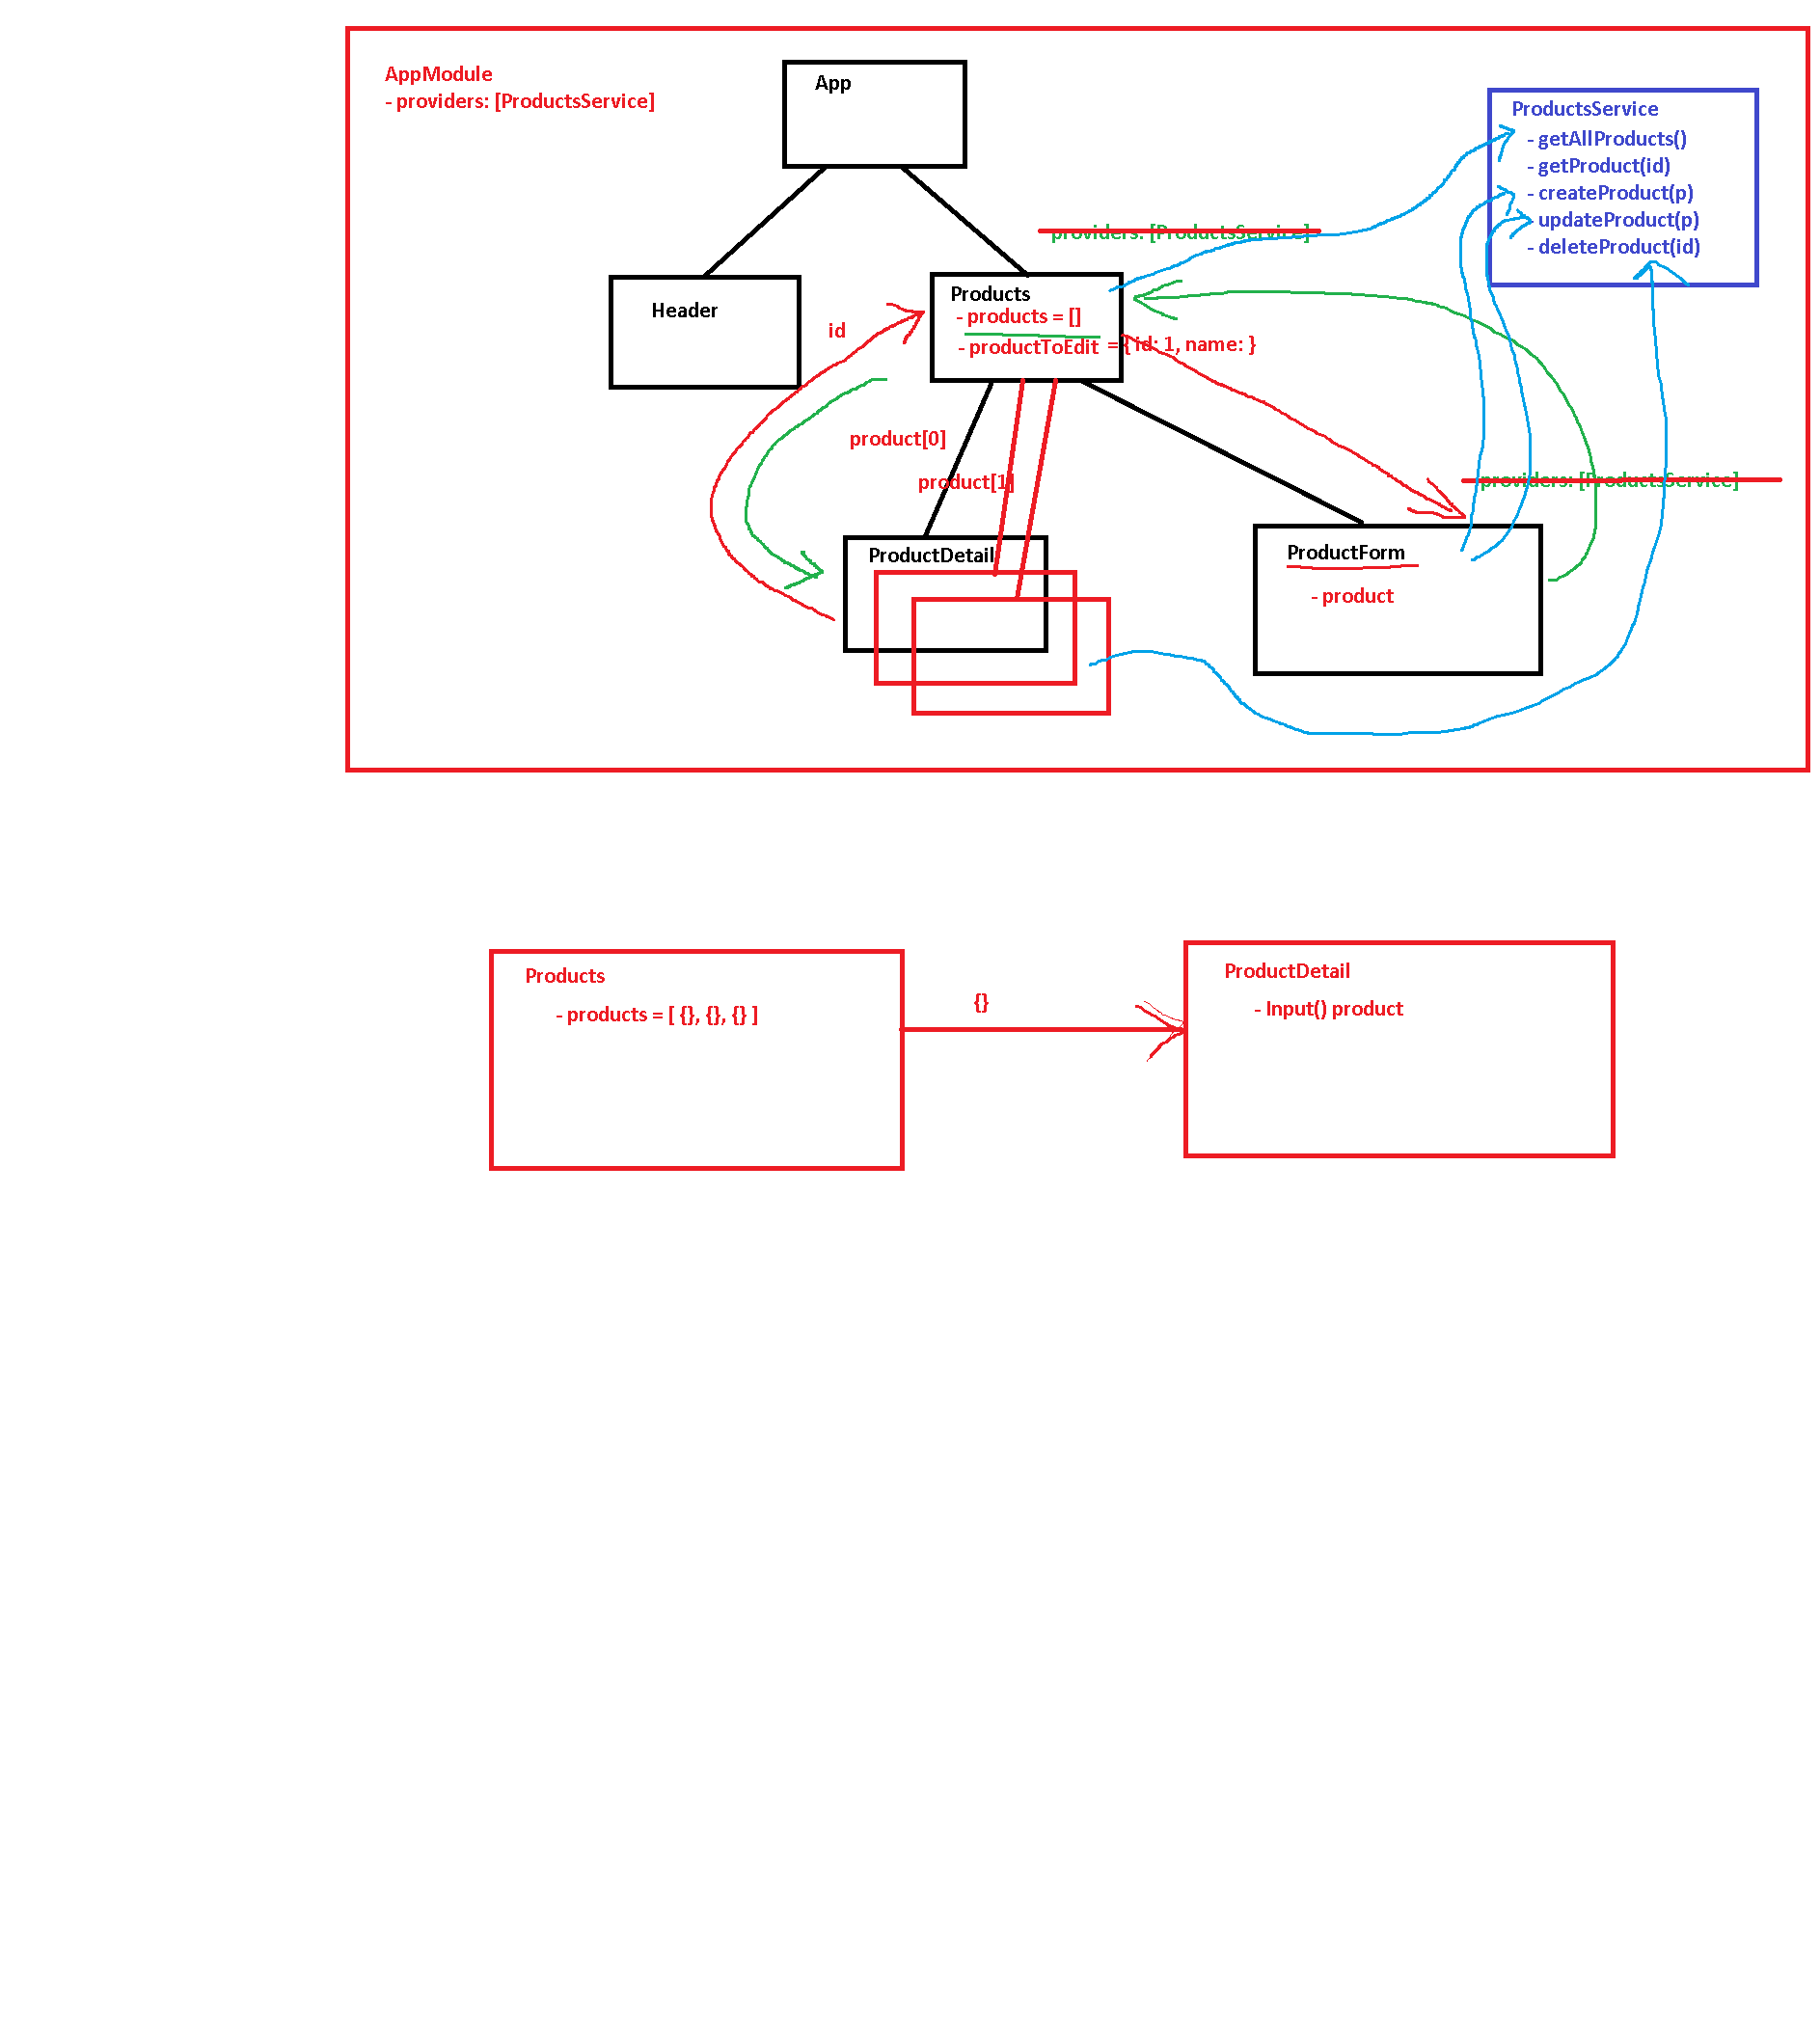 AppModule
- providers: [ProductsService]
App
ProductsService
- getAllProducts()
- getProduct(id)
- createProduct(p)
updateProduct(p)
- deleteProduct(id)
providers: [ProductsService]
Header
Products
- products = []
- productToEdit = { id: 1, name: }
id
product[0]
product[1]
providers: [ProductsService]
ProductDetail
ProductForm
- product
Products
- products = [ {}, {}, {} ]
{}
ProductDetail
- Input() product